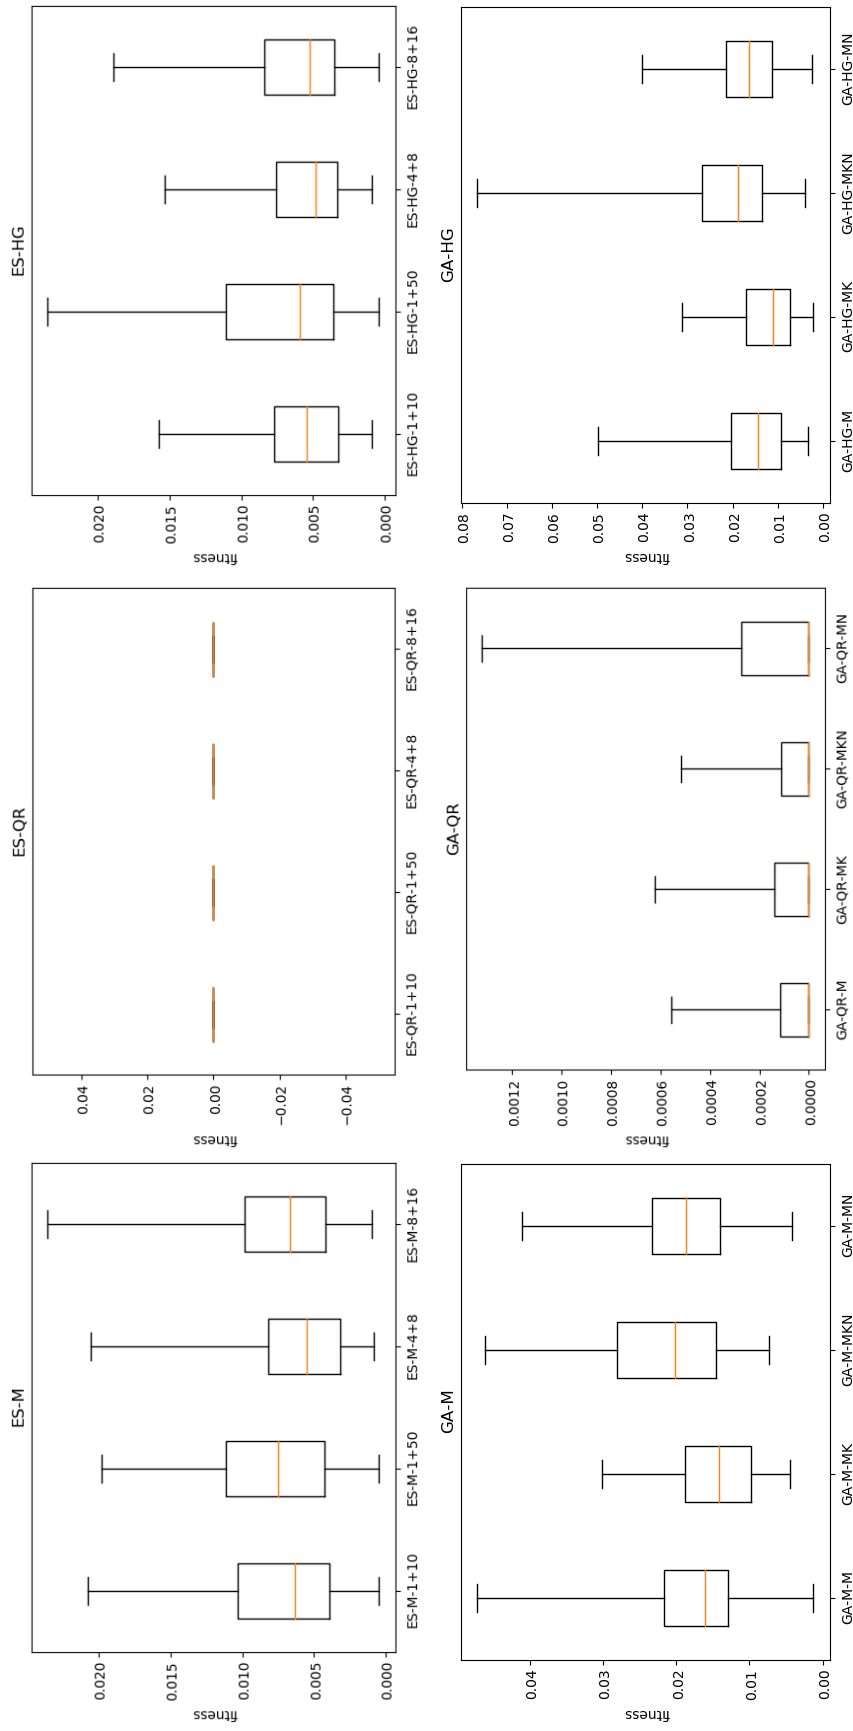 ES-HG
0.020
0.015
0.010
0.005
0.000
fitness
ES-HG-1+10
ES-HG-1+50
ES-HG-4+8
ES-HG-8+16
GA-HG
0.08
0.07
0.06
0.05
0.04
0.03
0.02
0.01
0.00
fitness
GA-HG-M
GA-HG-MK
GA-HG-MKN
GA-HG-MN
ES-QR
0.04
0.02
0.00
−0.02
−0.04
fitness
ES-QR-1+10
ES-QR-1+50
ES-QR-4+8
ES-QR-8+16
GA-QR
0.0012
0.0010
0.0008
0.0006
0.0004
0.0002
0.0000
fitness
GA-QR-M
GA-QR-MK
GA-QR-MKN
GA-QR-MN
ES-M
0.020
0.015
0.010
0.005
0.000
fitness
ES-M-1+10
ES-M-1+50
ES-M-4+8
ES-M-8+16
GA-M
0.04
0.03
0.02
0.01
0.00
fitness
GA-M-M
GA-M-MK
GA-M-MKN
GA-M-MN